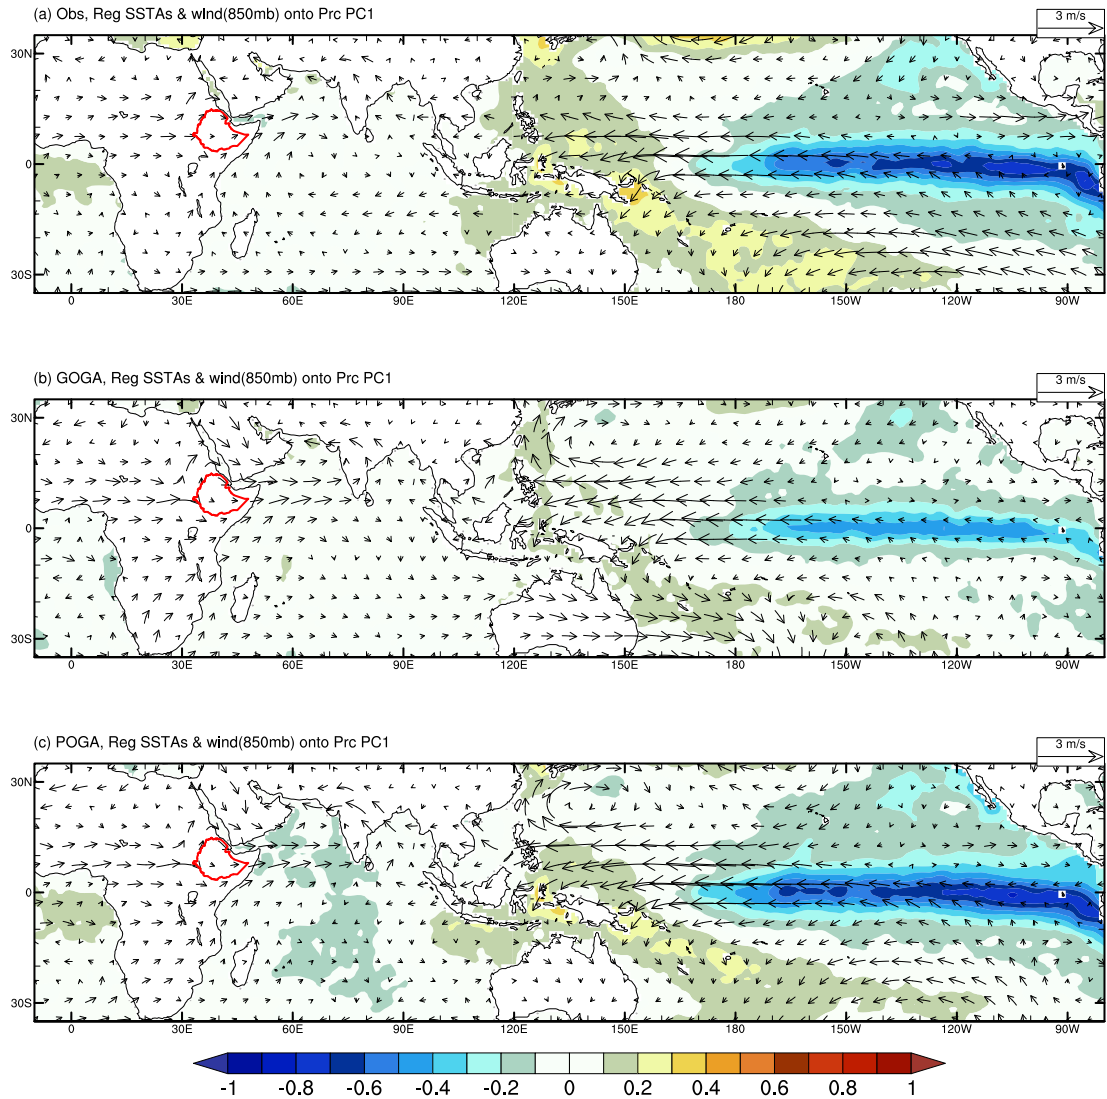 (a) Obs, Reg SSTAs & wind(850mb) onto Prc PC1
3 m/s
30N
0
30S
0 30E 60E 90E 120E 150E 180 150W 120W 90W
(b) GOGA, Reg SSTAs & wind(850mb) onto Prc PC1
3 m/s
30N
0
30S
0 30E 60E 90E 120E 150E 180 150W 120W 90W
(c) POGA, Reg SSTAs & wind(850mb) onto Prc PC1
3 m/s
30N
0
30S
0 30E 60E 90E 120E 150E 180 150W 120W 90W
-1 -0.8 -0.6 -0.4 -0.2 0 0.2 0.4 0.6 0.8 1